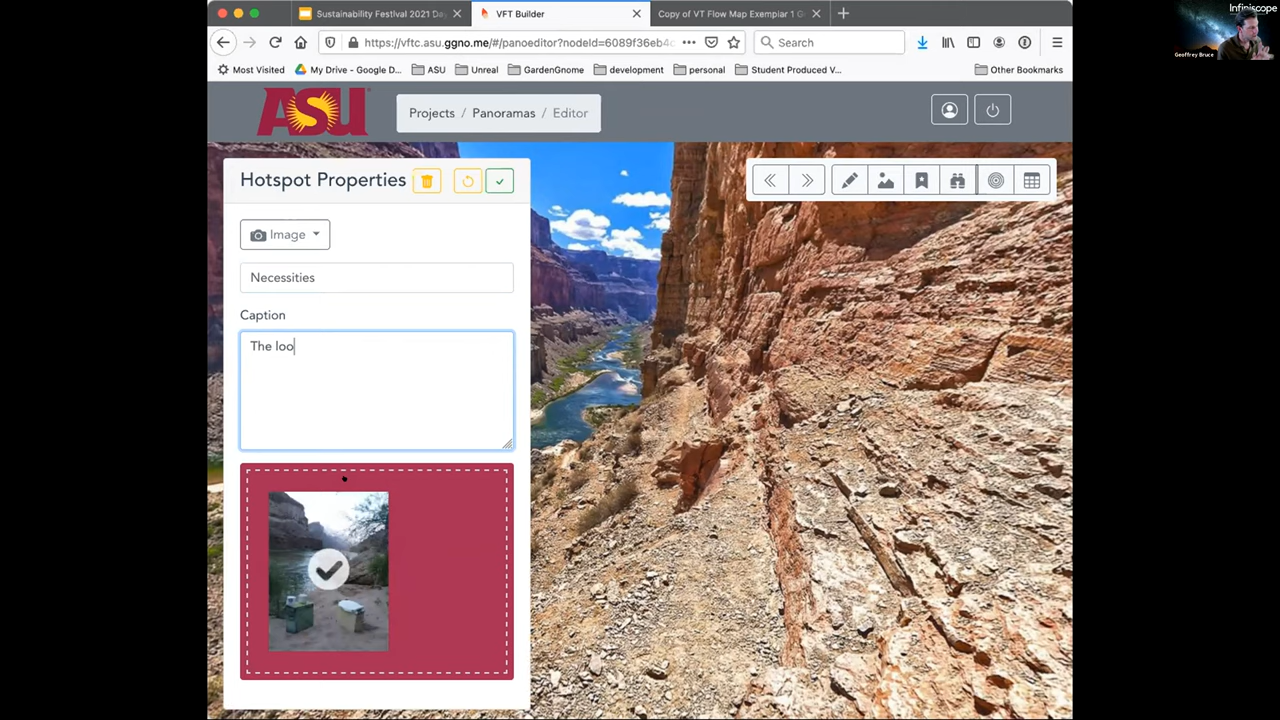 Sustainability Festival 2021 Da
VFT Builder
Copy of VT Flow Map Exemplar 1 G
https://vftc.asu.ggno.me/#/panoeditor?nodeId=6089f36eb4c
Search
Most Visited
My Drive - Google D...
ASU
Unreal
GardenGnome
development
personal
Student Produced V...
Other Bookmarks
ASU
Projects / Panoramas / Editor
Hotspot Properties
Image
Necessities
Caption
The loo
Infiniscope
Geoffrey Bruce